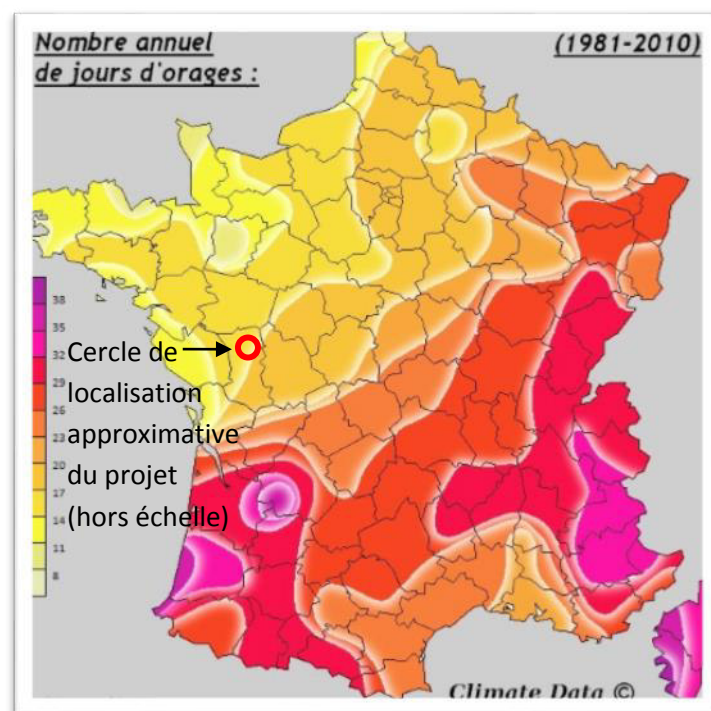 Nombre annuel
de jours d'orages :
(1981-2010)
38
35
32
29
26
23
20
17
14
11
8
Cercle de
localisation
approximative
du projet
(hors échelle)
Climate Data ©